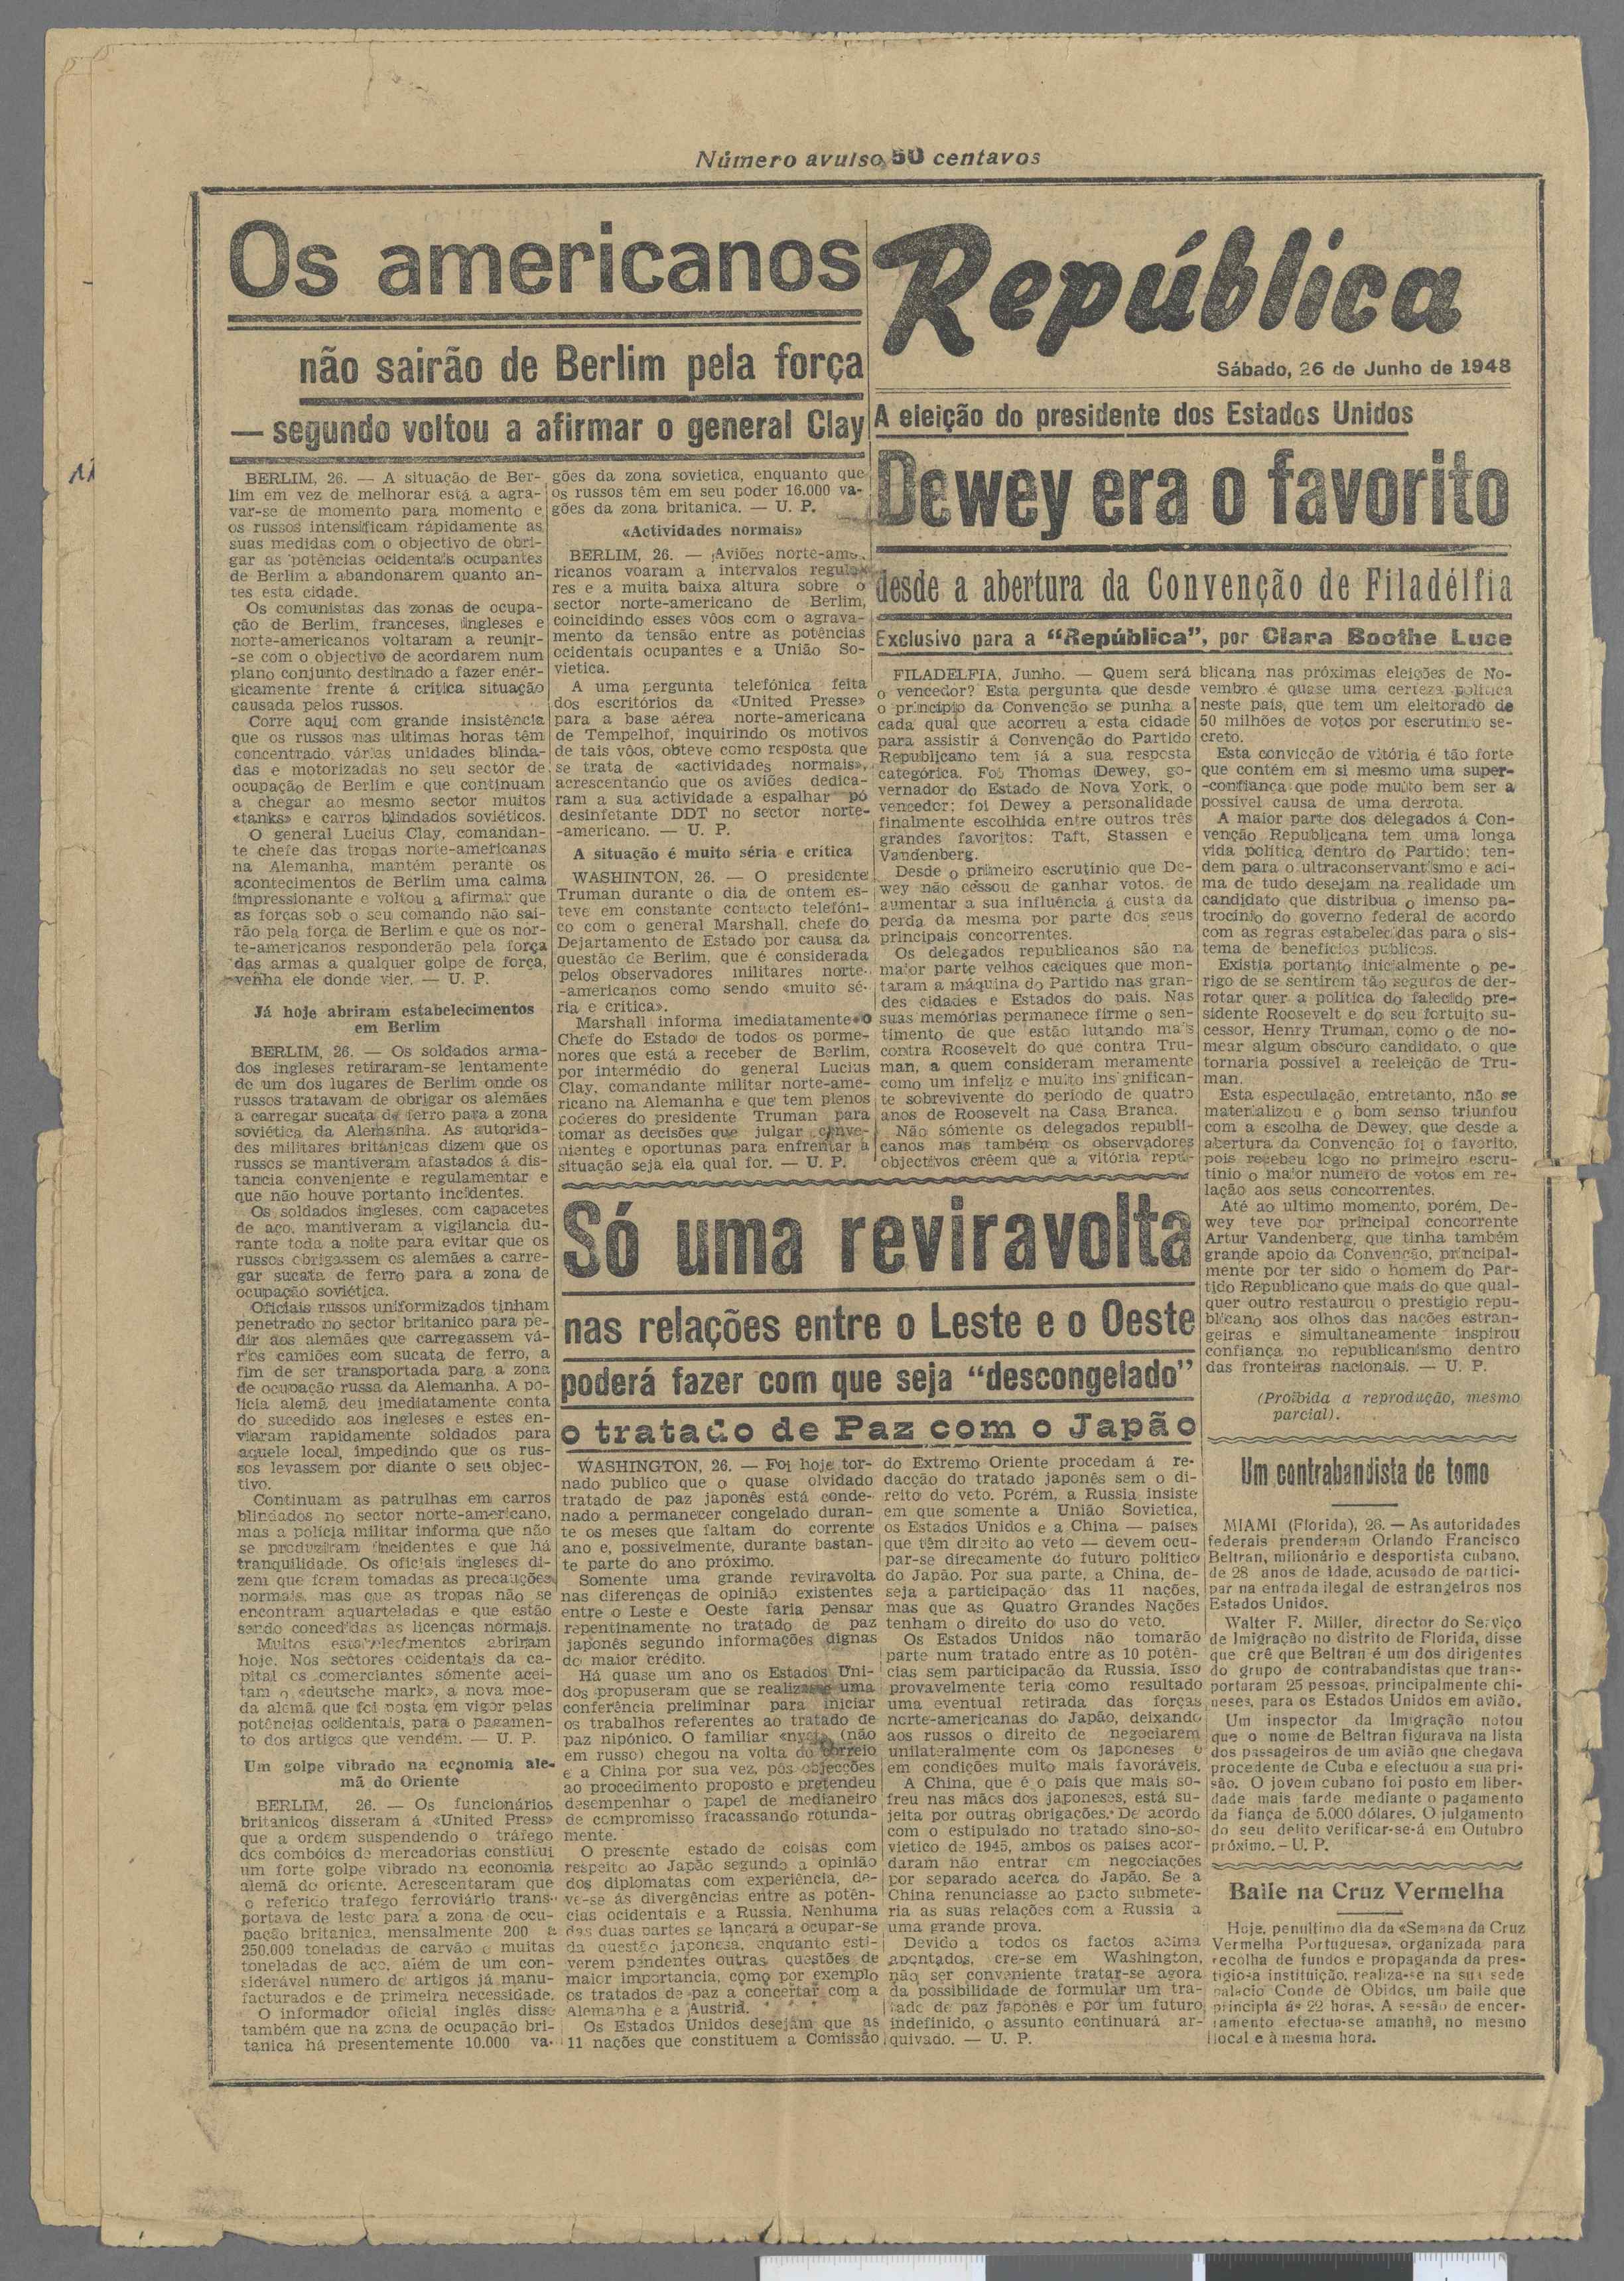 Número avulso 50 centavos
Os americanos
não sairão de Berlim pela força
— segundo voltou a afirmar o general Clay
BERLIM, 26. — A situação de Ber-
lim em vez de melhorar está a agra-
var-se de momento para momento e
os russos intensificam rápidamente as
suas medidas com o objectivo de obri-
gar as potências ocidentais ocupantes
de Berlim a abandonarem quanto an-
tes esta cidade.
Os comunistas das zonas de ocupa-
ção de Berlim, franceses, ingleses e
norte-americanos voltaram a reunir-
-se com o objectivo de acordarem num
plano conjunto destinado a fazer enér-
gicamente frente á crítica situação
causada pelos russos.
Corre aqui com grande insistência
que os russos nas ultimas horas têm
concentrado várias unidades blinda-
das e motorizadas no seu sectór de
ocupação de Berlim e que continuam
a chegar ao mesmo sector muitos
«tanks» e carros blindados soviéticos.
O general Lucius Clay, comandan-
te chefe das tropas norte-americanas
na Alemanha, mantém perante os
acontecimentos de Berlim uma calma
impressionante e voltou a afirmar que
as forças sob o seu comando não sai-
rão pela força de Berlim e que os nor-
te-americanos responderão pela força
das armas a qualquer golpe de força,
venha ele donde vier. — U. P.
Já hoje abriram estabelecimentos
em Berlim
BERLIM, 26. — Os soldados arma-
dos ingleses retiraram-se lentamente
de um dos lugares de Berlim onde os
russos tratavam de obrigar os alemães
a carregar sucata de ferro para a zona
soviética da Alemanha. As autorida-
des militares britânicas dizem que os
russos se mantiveram afastados á dis-
tancia conveniente e regulamentar e
que não houve portanto incidentes.
Os soldados ingleses, com capacetes
de aço, mantiveram a vigilancia du-
rante toda a noite para evitar que os
russos obrigassem os alemães a carre-
gar sucata de ferro para a zona de
ocupação soviética.
Oficiais russos uniformizados tinham
penetrado no sector britanico para pe-
dir aos alemães que carregassem vá-
rios camiões com sucata de ferro, a
fim de ser transportada para a zona
de ocupação russa da Alemanha. A po-
lícia alemã deu imediatamente conta
do sucedido aos ingleses e estes en-
viaram rapidamente soldados para
aquele local, impedindo que os rus-
sos levassem por diante o seu objec-
tivo.
Continuam as patrulhas em carros
blindados no sector norte-americano,
mas a polícia militar informa que não
se produziram incidentes e que há
tranquilidade. Os oficiais ingleses di-
zem que foram tomadas as precauções
normais, mas que as tropas não se
encontram aquarteladas e que estão
sendo concedidas as licenças normais.
Muitos estabelecimentos abriram
hoje. Nos sectores ocidentais da ca-
pital os comerciantes sómente acei-
tam o «deutsche mark», a nova moe-
da alemã que foi posta em vigor pelas
potências ocidentais, para o pagamen-
to dos artigos que vendem. — U. P.
Um golpe vibrado na economia ale-
mã do Oriente
BERLIM, 26. — Os funcionários
britanicos disseram á «United Press»
que a ordem suspendendo o tráfego
dos combóios de mercadorias constitui
um forte golpe vibrado na economia
alemã do oriente. Acrescentaram que
o referido trafego ferroviário trans-
portava de leste para a zona de ocu-
pação britanica, mensalmente 200 a
250.000 toneladas de carvão e muitas
toneladas de aço, além de um con-
siderável numero de artigos já manu-
facturados e de primeira necessidade.
O informador oficial inglês disse
também que na zona de ocupação bri-
tanica há presentemente 10.000 va-
gões da zona sovietica, enquanto que
os russos têm em seu poder 16.000 va-
gões da zona britanica. — U. P.
«Actividades normais»
BERLIM, 26. — Aviões norte-ame-
ricanos voaram a intervalos regula-
res e a muita baixa altura sobre o
sector norte-americano de Berlim,
coincidindo esses vôos com o agrava-
mento da tensão entre as potências
ocidentais ocupantes e a União So-
vietica.
A uma pergunta telefónica feita
dos escritórios da «United Presse»
para a base aérea norte-americana
de Tempelhof, inquirindo os motivos
de tais vôos, obteve como resposta que
se trata de «actividades normais»,
acrescentando que os aviões dedica-
ram a sua actividade a espalhar pó
desinfetante DDT no sector norte-
-americano. — U. P.
A situação é muito séria e crítica
WASHINTON, 26. — O presidente
Truman durante o dia de ontem es-
teve em constante contacto telefóni-
co com o general Marshall, chefe do
Dejartamento de Estado por causa da
questão de Berlim, que é considerada
pelos observadores militares norte-
-americanos como sendo «muito sé-
ria e critica».
Marshall informa imediatamente o
Chefe do Estado de todos os porme-
nores que está a receber de Berlim,
por intermédio do general Lucius
Clay, comandante militar norte-ame-
ricano na Alemanha e que tem plenos
poderes do presidente Truman para
tomar as decisões que julgar conve-
nientes e oportunas para enfrentar a
situação seja ela qual for. — U. P.
República
Sábado, 26 de Junho de 1948
A eleição do presidente dos Estados Unidos
Dewey era o favorito
desde a abertura da Convenção de Filadélfia
Exclusivo para a “República”, por Clara Boothe Luce
FILADELFIA, Junho. — Quem será
o vencedor? Esta pergunta que desde
o princípio da Convenção se punha a
cada qual que acorreu a esta cidade
para assistir á Convenção do Partido
Republicano tem já a sua resposta
categórica. Foi Thomas Dewey, go-
vernador do Estado de Nova York, o
vencedor; foi Dewey a personalidade
finalmente escolhida entre outros três
grandes favoritos: Taft, Stassen e
Vandenberg.
Desde o primeiro escrutinio que De-
wey não cessou de ganhar votos, de
aumentar a sua influência á custa da
perda da mesma por parte dos seus
principais concorrentes.
Os delegados republicanos são na
maior parte velhos caciques que mon-
taram a máquina do Partido nas gran-
des cidades e Estados do país. Nas
suas memórias permanece firme o sen-
timento de que estão lutando mais
contra Roosevelt do que contra Tru-
man, a quem consideram meramente
como um infeliz e muito insignifican-
te sobrevivente do período de quatro
anos de Roosevelt na Casa Branca.
Não sómente os delegados republi-
canos mas também os observadores
objectivos crêem que a vitória repu-
blicana nas próximas eleições de No-
vembro é quase uma certeza politica
neste país, que tem um eleitorado de
50 milhões de votos por escrutinio se-
creto.
Esta convicção de vitória é tão forte
que contém em si mesmo uma super-
-confiança que pode muito bem ser a
possível causa de uma derrota.
A maior parte dos delegados á Con-
venção Republicana tem uma longa
vida politica dentro do Partido; ten-
dem para o ultraconservantismo e aci-
ma de tudo desejam na realidade um
candidato que distribua o imenso pa-
trocinio do governo federal de acordo
com as regras estabelecidas para o sis-
tema de beneficios publicos.
Existia portanto inicialmente o pe-
rigo de se sentirem tão seguros de der-
rotar quer a política do falecido pre-
sidente Roosevelt e do seu fortuito su-
cessor, Henry Truman, como o de no-
mear algum obscuro candidato, o que
tornaria possível a reeleição de Tru-
man.
Esta especulação, entretanto, não se
materializou e o bom senso triunfou
com a escolha de Dewey, que desde a
abertura da Convenção foi o favorito,
pois recebeu logo no primeiro escru-
tinio o maior número de votos em re-
lação aos seus concorrentes.
Até ao ultimo momento, porém, De-
wey teve por principal concorrente
Artur Vandenberg, que tinha também
grande apoio da Convenção, principal-
mente por ter sido o homem do Par-
tido Republicano que mais do que qual-
quer outro restaurou o prestigio repu-
blicano aos olhos das nações estran-
geiras e simultaneamente inspirou
confiança no republicanismo dentro
das fronteiras nacionais. — U. P.
(Proibida a reprodução, mesmo
parcial).
Só uma reviravolta
nas relações entre o Leste e o Oeste
poderá fazer com que seja “descongelado”
o tratado de Paz com o Japão
WASHINGTON, 26. — Foi hoje tor-
nado publico que o quase olvidado
tratado de paz japonês está conde-
nado a permanecer congelado duran-
te os meses que faltam do corrente
ano e, possivelmente, durante bastan-
te parte do ano próximo.
Somente uma grande reviravolta
nas diferenças de opinião existentes
entre o Leste e Oeste faria pensar
repentinamente no tratado de paz
japonês segundo informações dignas
do maior crédito.
Há quase um ano os Estados Uni-
dos propuseram que se realizasse uma
conferência preliminar para iniciar
os trabalhos referentes ao tratado de
paz nipónico. O familiar «nyet» (não
em russo) chegou na volta do correio
e a China por sua vez, pôs objecções
ao procedimento proposto e pretendeu
desempenhar o papel de medianeiro
de compromisso fracassando rotunda-
mente.
O presente estado de coisas com
respeito ao Japão segundo a opinião
dos diplomatas com experiência, de-
ve-se ás divergências entre as potên-
cias ocidentais e a Russia. Nenhuma
das duas partes se lançará a ocupar-se
da questão japonesa, enquanto esti-
verem pendentes outras questões de
maior importancia, como por exemplo
os tratados de paz a concertar com a
Alemanha e a Austria.
Os Estados Unidos desejam que as
11 nações que constituem a Comissão
do Extremo Oriente procedam á re-
dacção do tratado japonês sem o di-
reito do veto. Porém, a Russia insiste
em que somente a União Sovietica,
os Estados Unidos e a China — países
que têm direito ao veto — devem ocu-
par-se direcamente do futuro politico
do Japão. Por sua parte, a China, de-
seja a participação das 11 nações,
mas que as Quatro Grandes Nações
tenham o direito do uso do veto.
Os Estados Unidos não tomarão
parte num tratado entre as 10 potên-
cias sem participação da Russia. Isso
provavelmente teria como resultado
uma eventual retirada das forças
norte-americanas do Japão, deixando
aos russos o direito de negociarem
unilateralmente com os japoneses e
em condições muito mais favoráveis.
A China, que é o país que mais so-
freu nas mãos dos japoneses, está su-
jeita por outras obrigações. De acordo
com o estipulado no tratado sino-so-
vietico de 1945, ambos os países acor-
daram não entrar em negociações
por separado acerca do Japão. Se a
China renunciasse ao pacto submete-
ria as suas relações com a Russia a
uma grande prova.
Devido a todos os factos acima
apontados, cre-se em Washington,
não ser conveniente tratar-se agora
da possibilidade de formular um tra-
tado de paz japonês e por um futuro
indefinido, o assunto continuará ar-
quivado. — U. P.
Um contrabandista de tomo
MIAMI (Florida), 26. — As autoridades
federais prenderam Orlando Francisco
Beltran, milionário e desportista cubano,
de 28 anos de idade, acusado de partici-
par na entrada ilegal de estrangeiros nos
Estados Unidos.
Walter F. Miller, director do Serviço
de Imigração no distrito de Florida, disse
que crê que Beltran é um dos dirigentes
do grupo de contrabandistas que trans-
portaram 25 pessoas, principalmente chi-
neses, para os Estados Unidos em avião.
Um inspector da Imigração notou
que o nome de Beltran figurava na lista
dos passageiros de um avião que chegava
procedente de Cuba e efectuou a sua pri-
são. O jovem cubano foi posto em liber-
dade mais tarde mediante o pagamento
da fiança de 5.000 dólares. O julgamento
do seu delito verificar-se-á em Outubro
próximo. — U. P.
Baile na Cruz Vermelha
Hoje, penultimo dia da «Semana da Cruz
Vermelha Portuguesa», organizada para
recolha de fundos e propaganda da pres-
tigiosa instituição, realiza-se na sua sede
palacio Conde de Obidos, um baile que
principia ás 22 horas. A sessão de encer-
ramento efectua-se amanhã, no mesmo
local e à mesma hora.